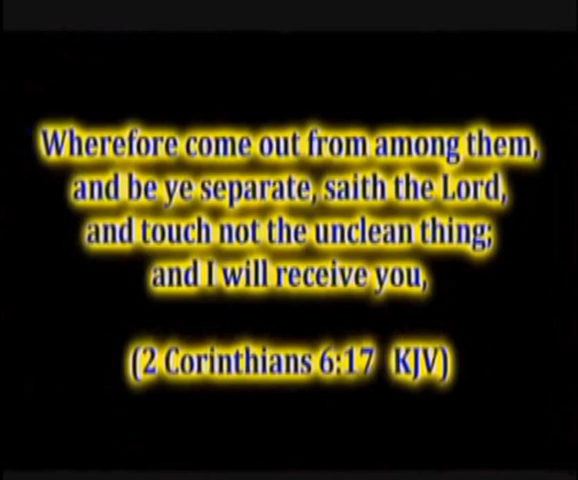 Wherefore come out from among them,
and be ye separate, saith the Lord,
and touch not the unclean thing;
and I will receive you,
(2 Corinthians 6:17 KJV)